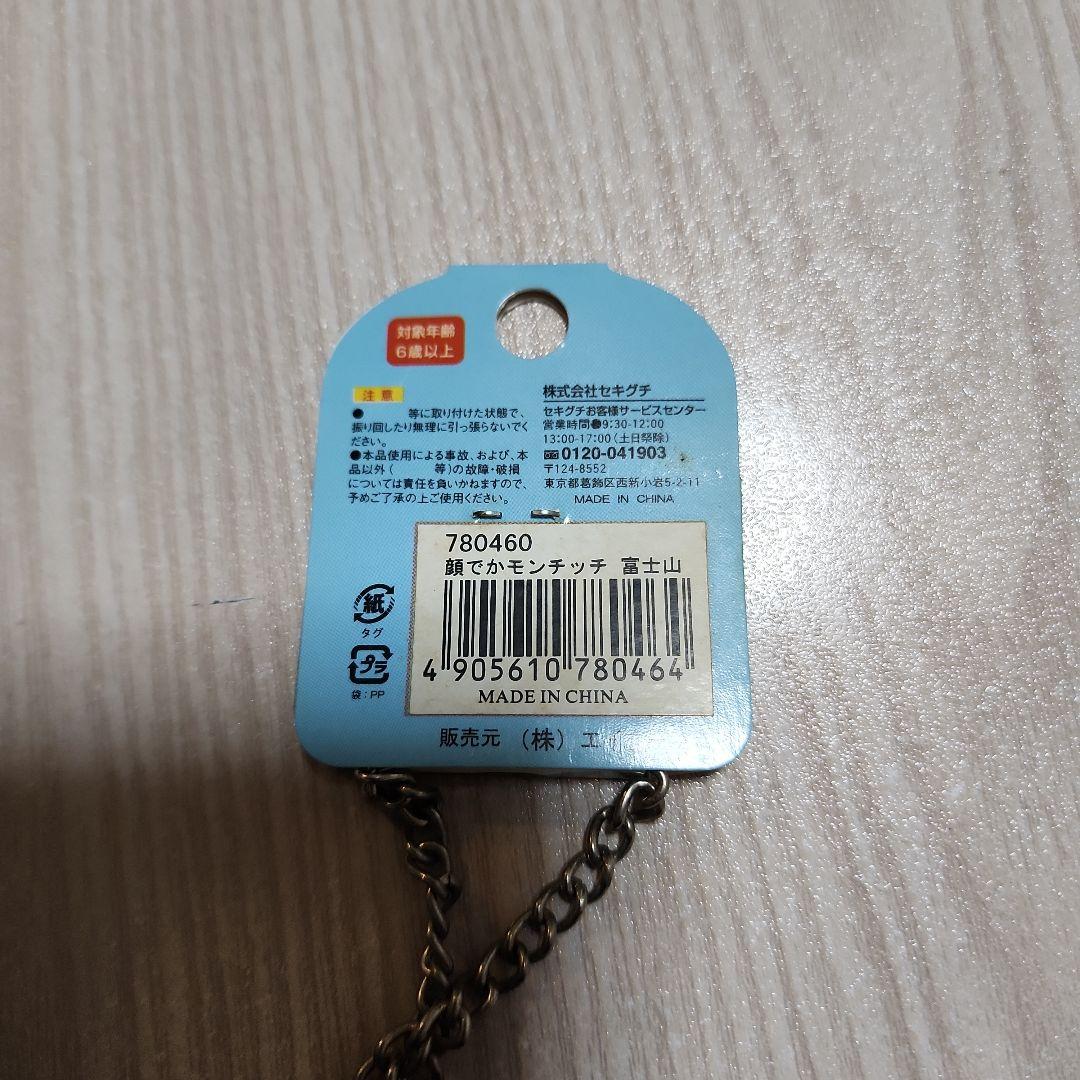 対象年齢
6歳以上
注意
● 等に取り付けた状態で、
振り回したり無理に引っ張らないでく
ださい。
●本品使用による事故、および、本
品以外( 等)の故障・破損
については責任を負いかねますので、
予めご了承の上ご使用ください。
株式会社セキグチ
セキグチお客様サービスセンター
営業時間●9:30-12:00
13:00-17:00(土日祭除)
0120-041903
〒124-8552
東京都葛飾区西新小岩5-2-11
MADE IN CHINA
780460
顔でかモンチッチ 富士山
4 905610 780464
MADE IN CHINA
紙
タグ
プラ
袋:PP
販売元 (株)エ